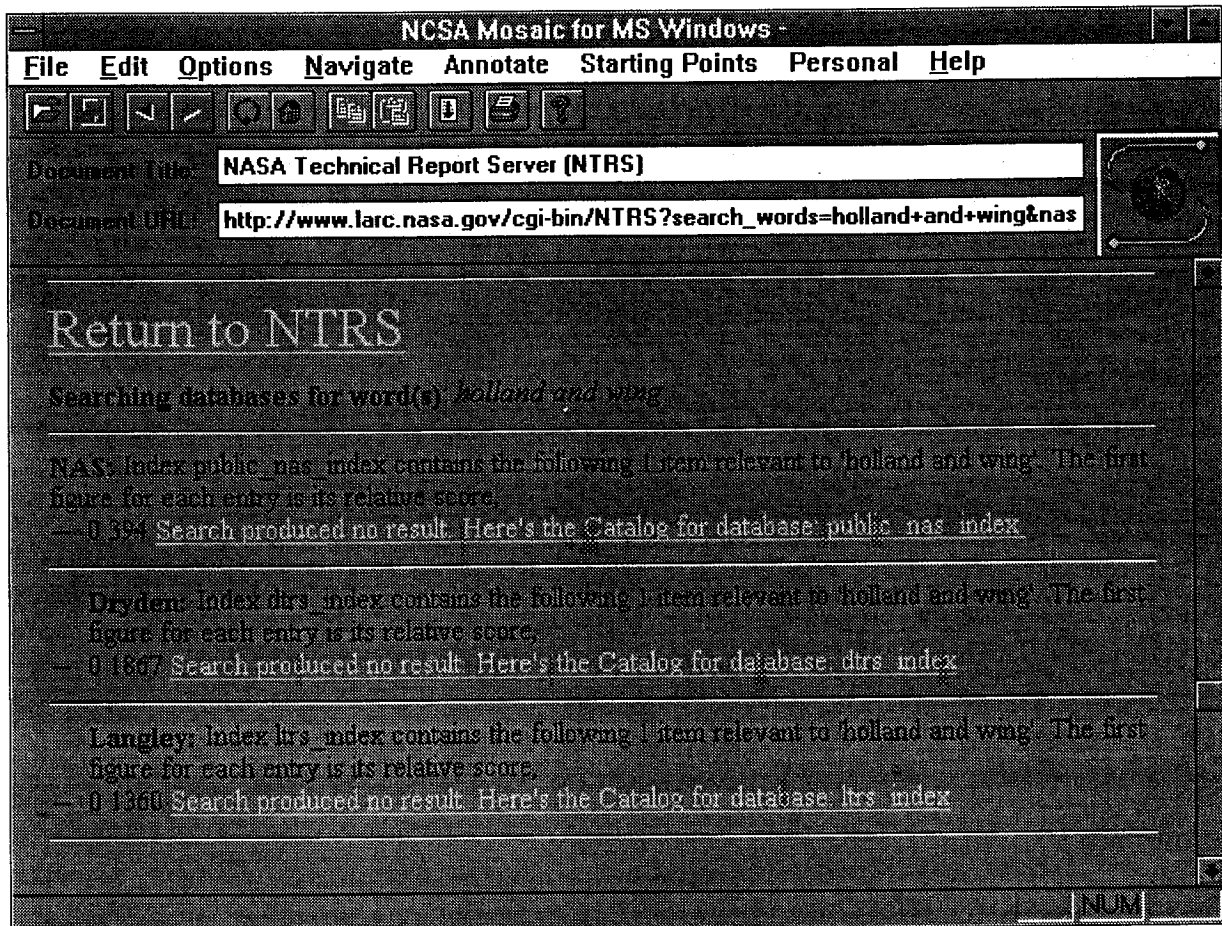 NCSA Mosaic for MS Windows -
File Edit Options Navigate Annotate Starting Points Personal Help
Document Title: NASA Technical Report Server (NTRS)
Document URL: http://www.larc.nasa.gov/cgi-bin/NTRS?search_words=holland+and+wing&nas
Return to NTRS
Searching databases for word(s): holland and wing
NAS: Index public_nas_index contains the following 1 item relevant to 'holland and wing'. The first
figure for each entry is its relative score,
— 0 394 Search produced no result. Here's the Catalog for database: public_nas_index
Dryden: Index dtrs_index contains the following 1 item relevant to 'holland and wing'. The first
figure for each entry is its relative score,
— 0 1867 Search produced no result. Here's the Catalog for database: dtrs_index
Langley: Index ltrs_index contains the following 1 item relevant to 'holland and wing'. The first
figure for each entry is its relative score,
— 0 1360 Search produced no result. Here's the Catalog for database: ltrs_index
NUM